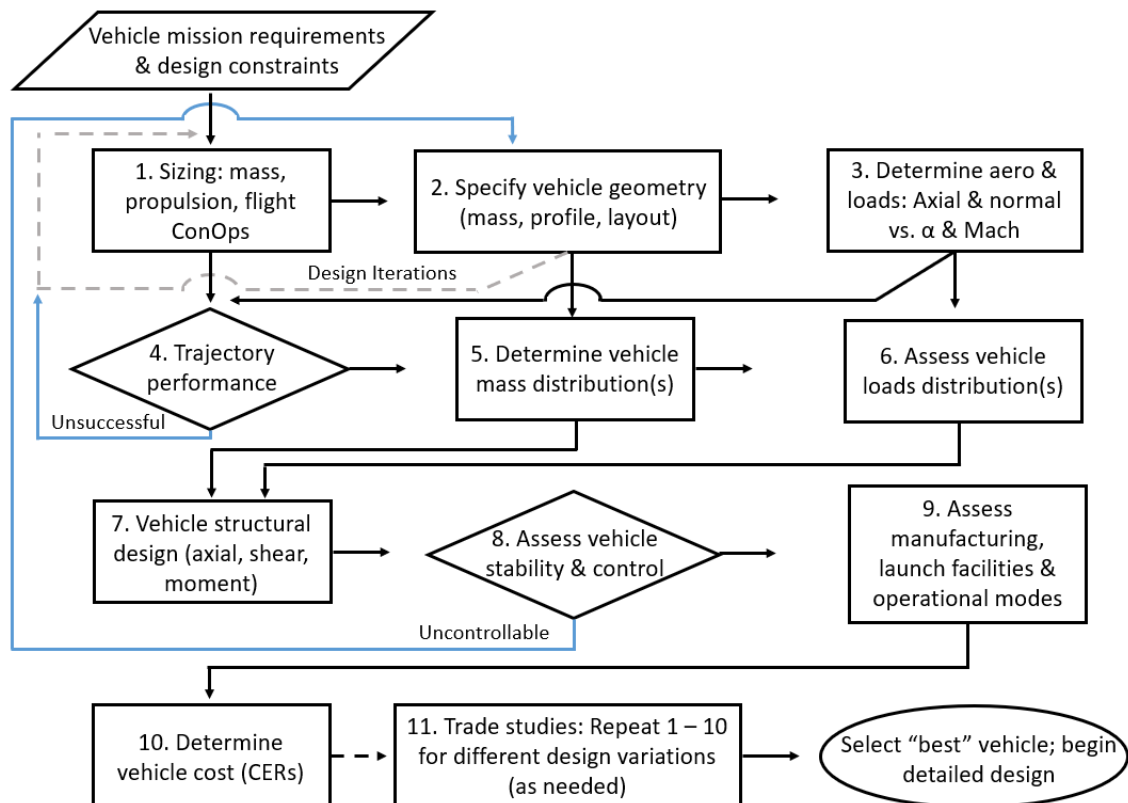 Vehicle mission requirements
& design constraints
1. Sizing: mass,
propulsion, flight
ConOps
2. Specify vehicle geometry
(mass, profile, layout)
3. Determine aero &
loads: Axial & normal
vs. α & Mach
Design Iterations
4. Trajectory
performance
Unsuccessful
5. Determine vehicle
mass distribution(s)
6. Assess vehicle
loads distribution(s)
7. Vehicle structural
design (axial, shear,
moment)
8. Assess vehicle
stability & control
Uncontrollable
9. Assess
manufacturing,
launch facilities &
operational modes
10. Determine
vehicle cost (CERs)
11. Trade studies: Repeat 1 – 10
for different design variations
(as needed)
Select “best” vehicle; begin
detailed design